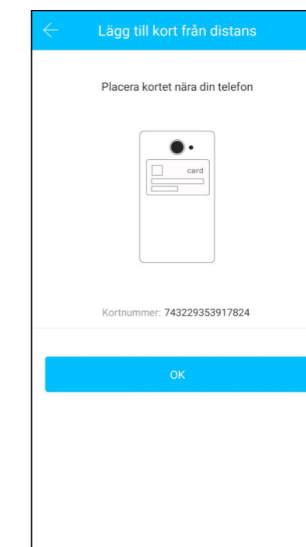 Lägg till kort från distans
Placera kortet nära din telefon
card
Kortnummer: 743229353917824
OK